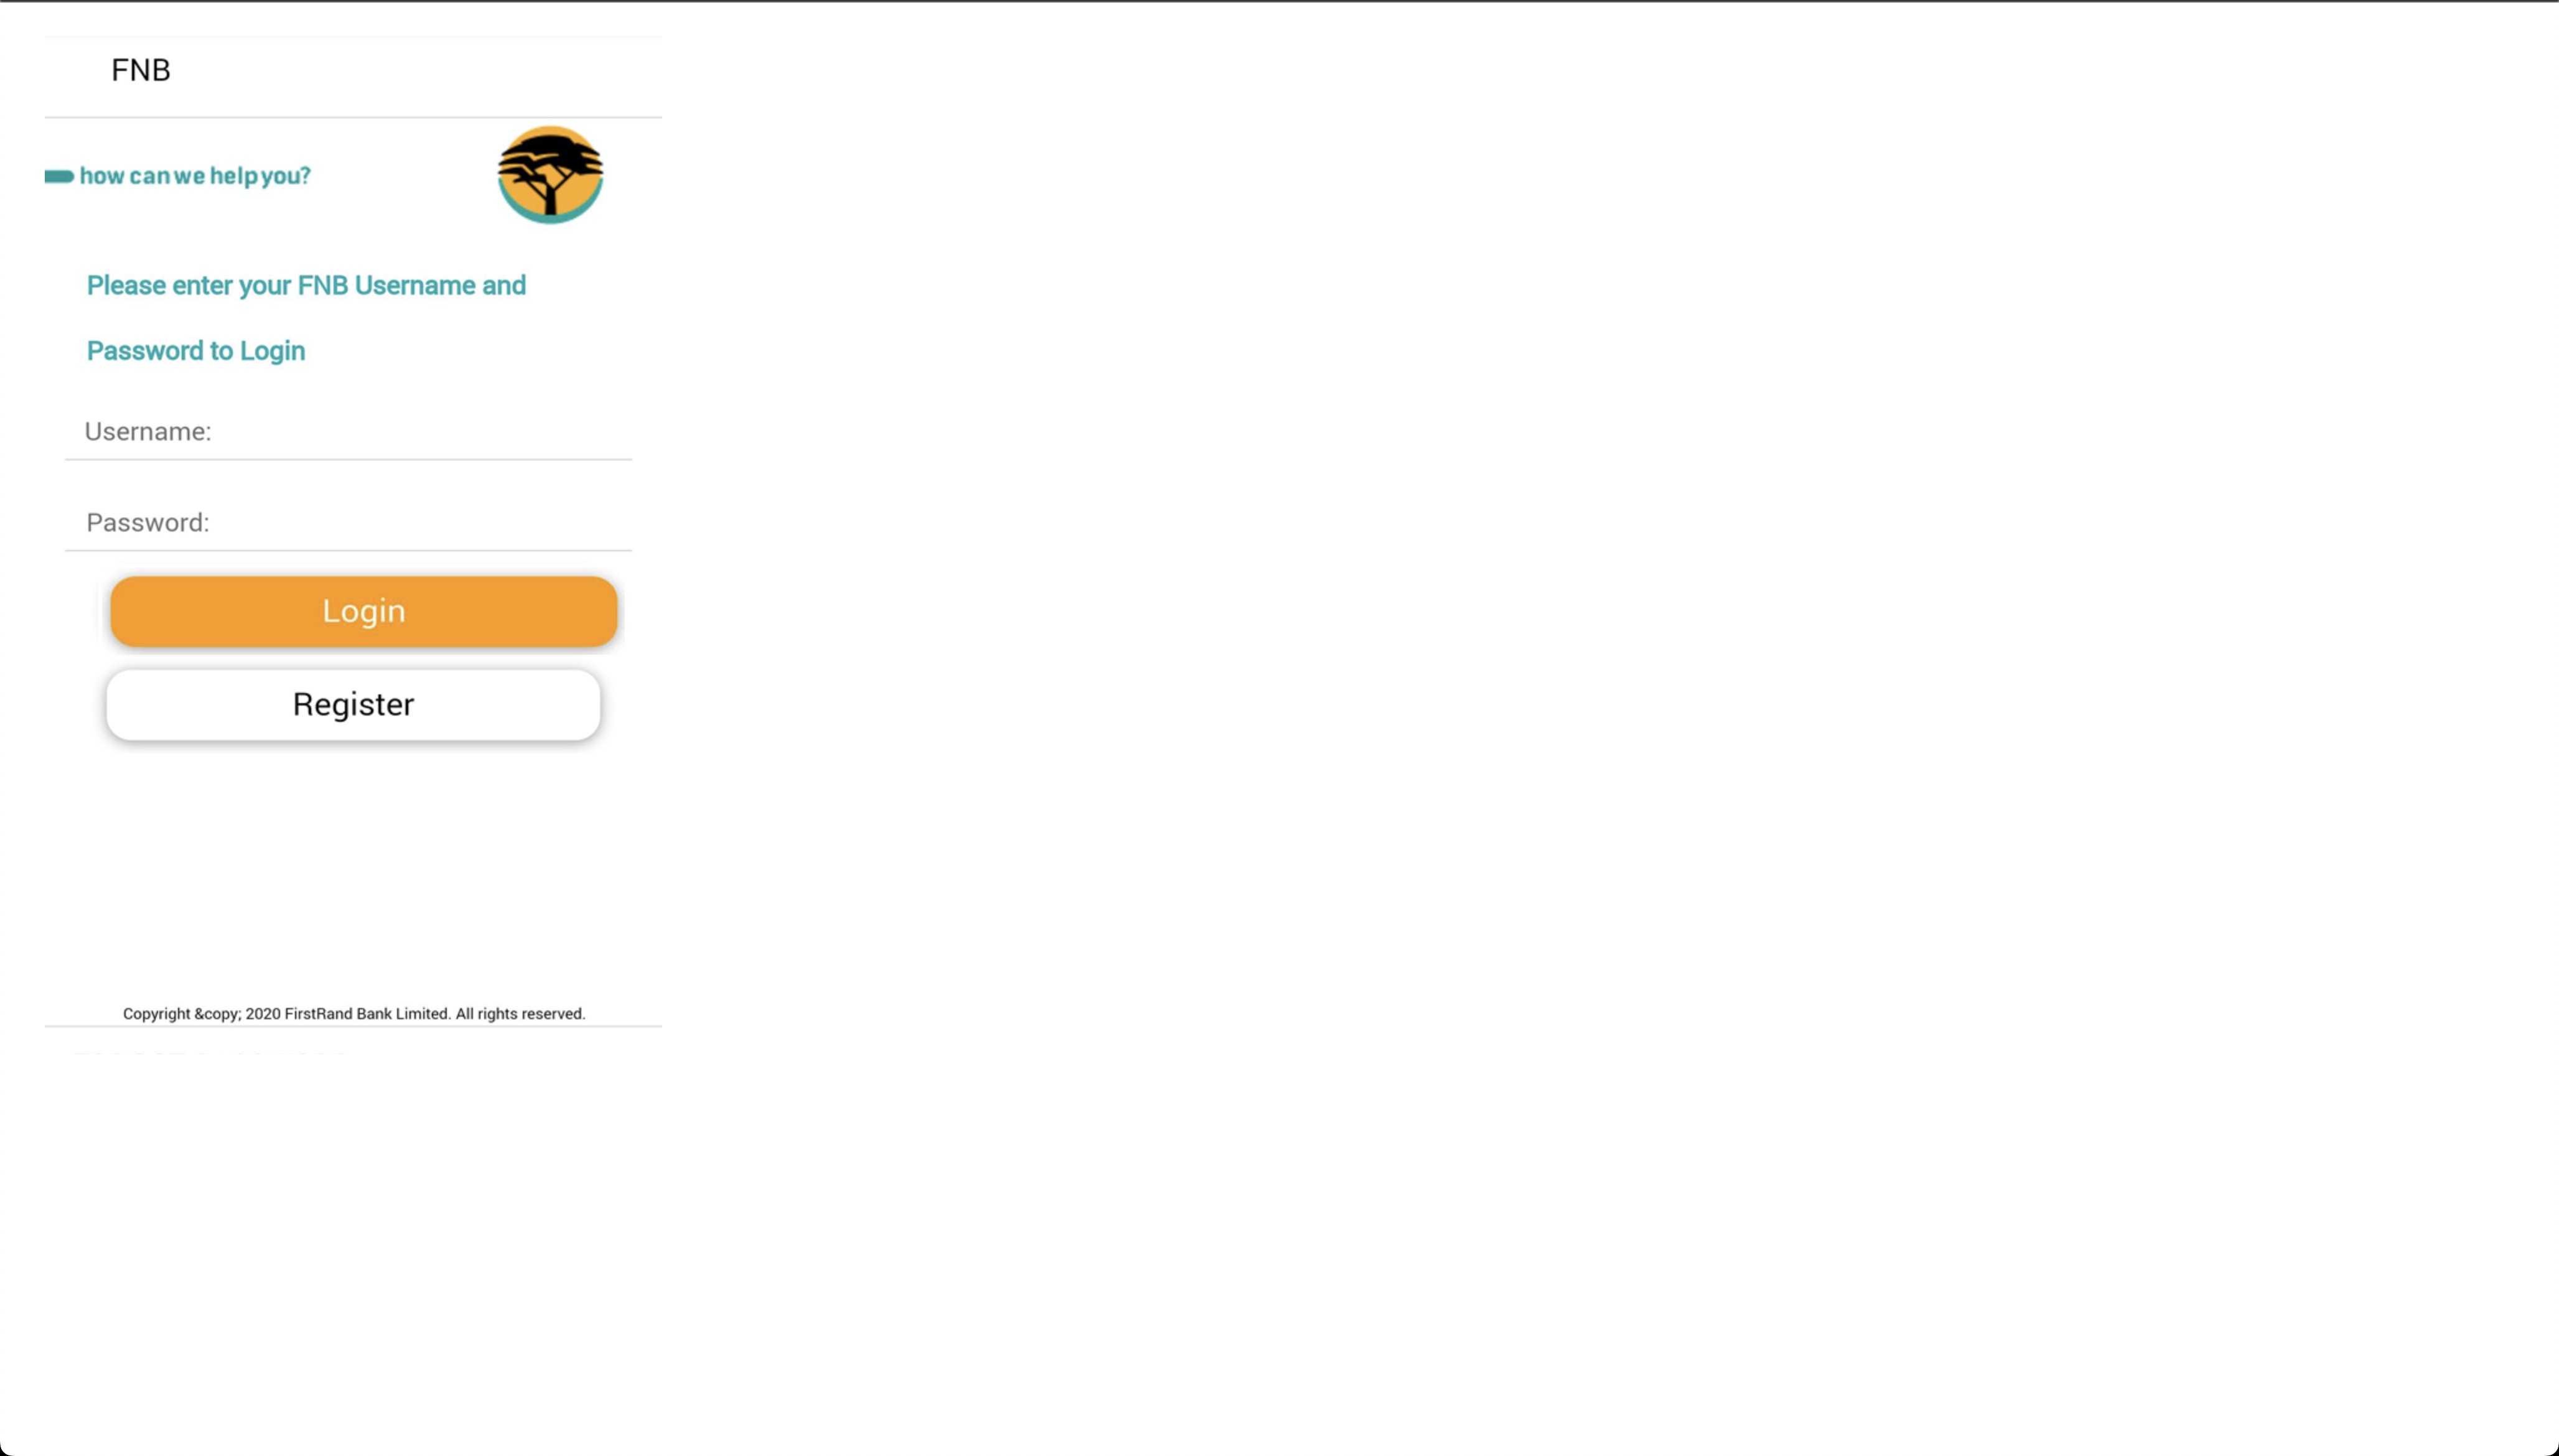 FNB
how can we help you?
Please enter your FNB Username and
Password to Login
Username:
Password:
Login
Register
Copyright &copy; 2020 FirstRand Bank Limited. All rights reserved.